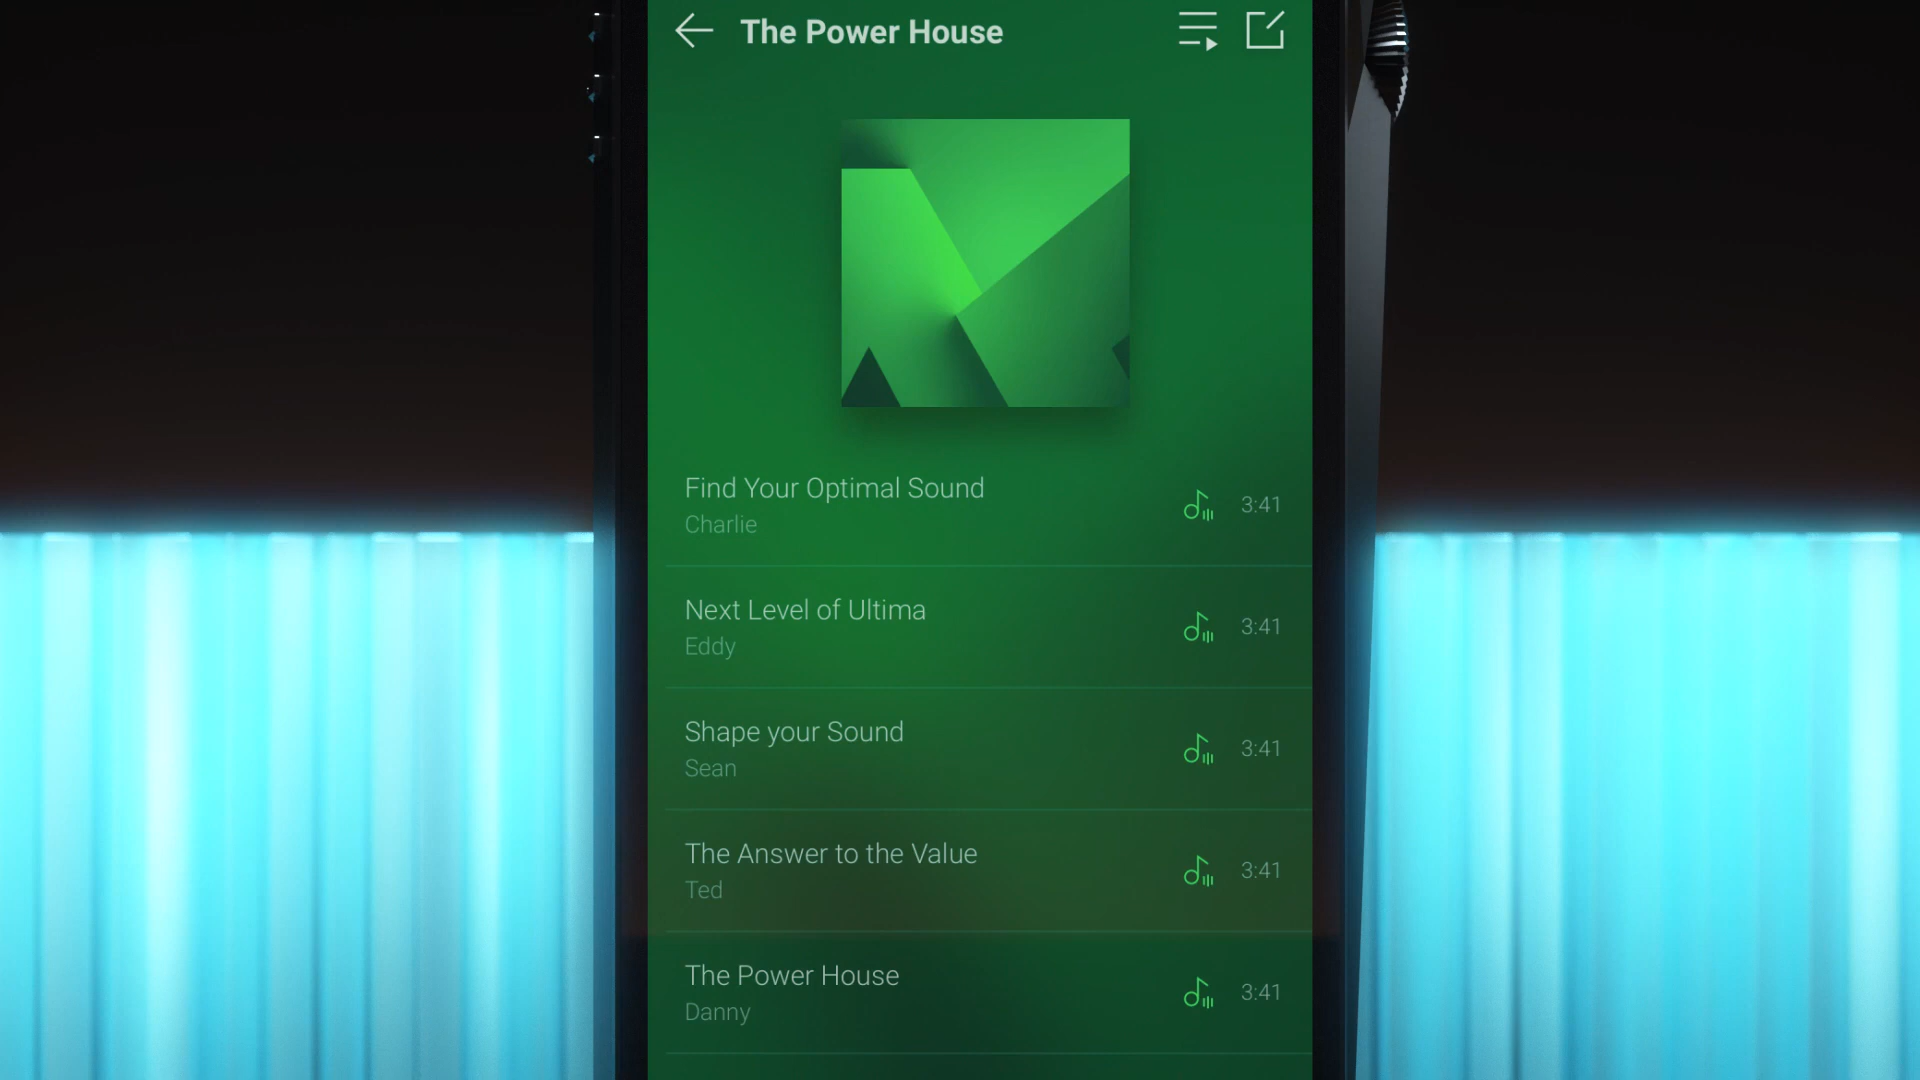 The Power House
Find Your Optimal Sound
Charlie
3:41
Next Level of Ultima
Eddy
3:41
Shape your Sound
Sean
3:41
The Answer to the Value
Ted
3:41
The Power House
Danny
3:41